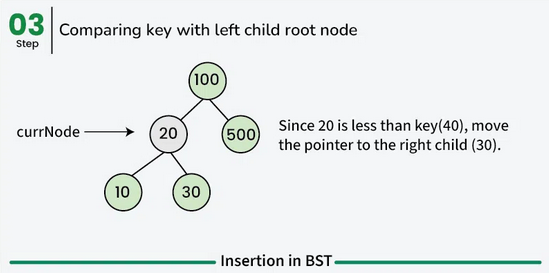 03
Step
Comparing key with left child root node
100
currNode
20
500
Since 20 is less than key(40), move
the pointer to the right child (30).
10
30
Insertion in BST